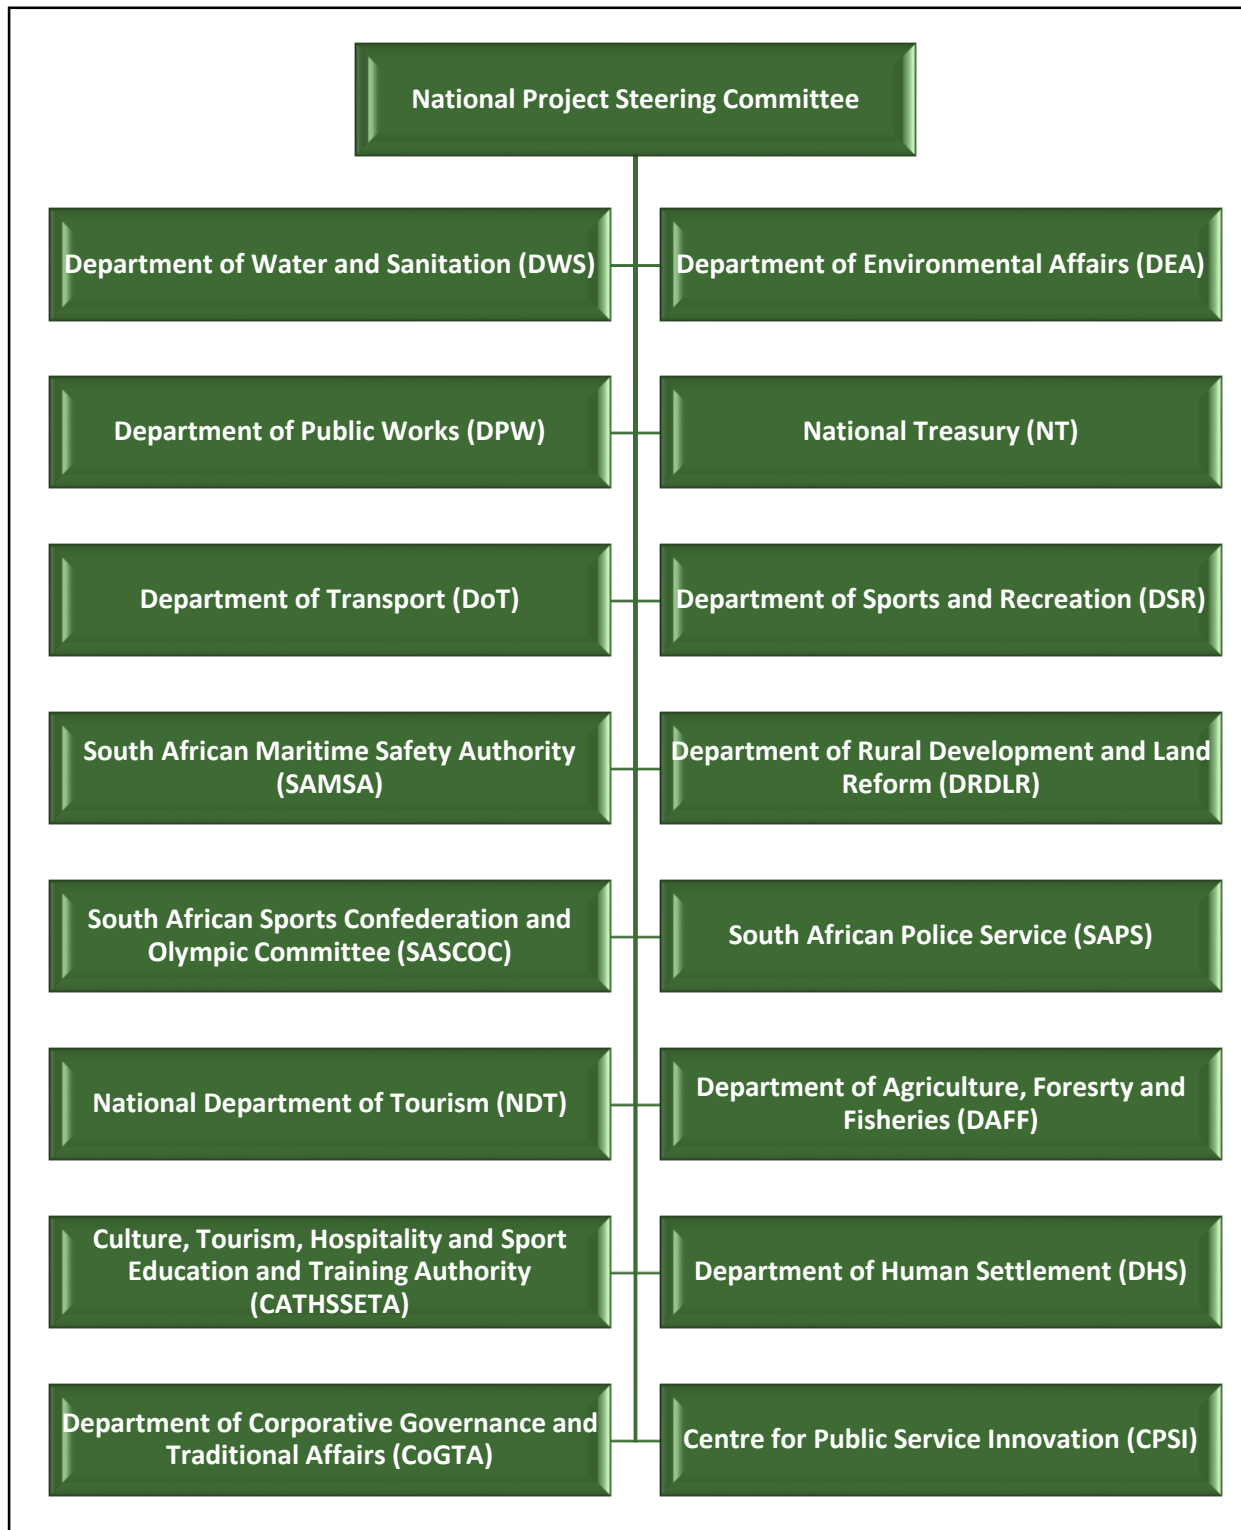 National Project Steering Committee
Department of Water and Sanitation (DWS)
Department of Environmental Affairs (DEA)
Department of Public Works (DPW)
National Treasury (NT)
Department of Transport (DoT)
Department of Sports and Recreation (DSR)
South African Maritime Safety Authority
(SAMSA)
Department of Rural Development and Land
Reform (DRDLR)
South African Sports Confederation and
Olympic Committee (SASCOC)
South African Police Service (SAPS)
National Department of Tourism (NDT)
Department of Agriculture, Foresrty and
Fisheries (DAFF)
Culture, Tourism, Hospitality and Sport
Education and Training Authority
(CATHSSETA)
Department of Human Settlement (DHS)
Department of Corporative Governance and
Traditional Affairs (CoGTA)
Centre for Public Service Innovation (CPSI)